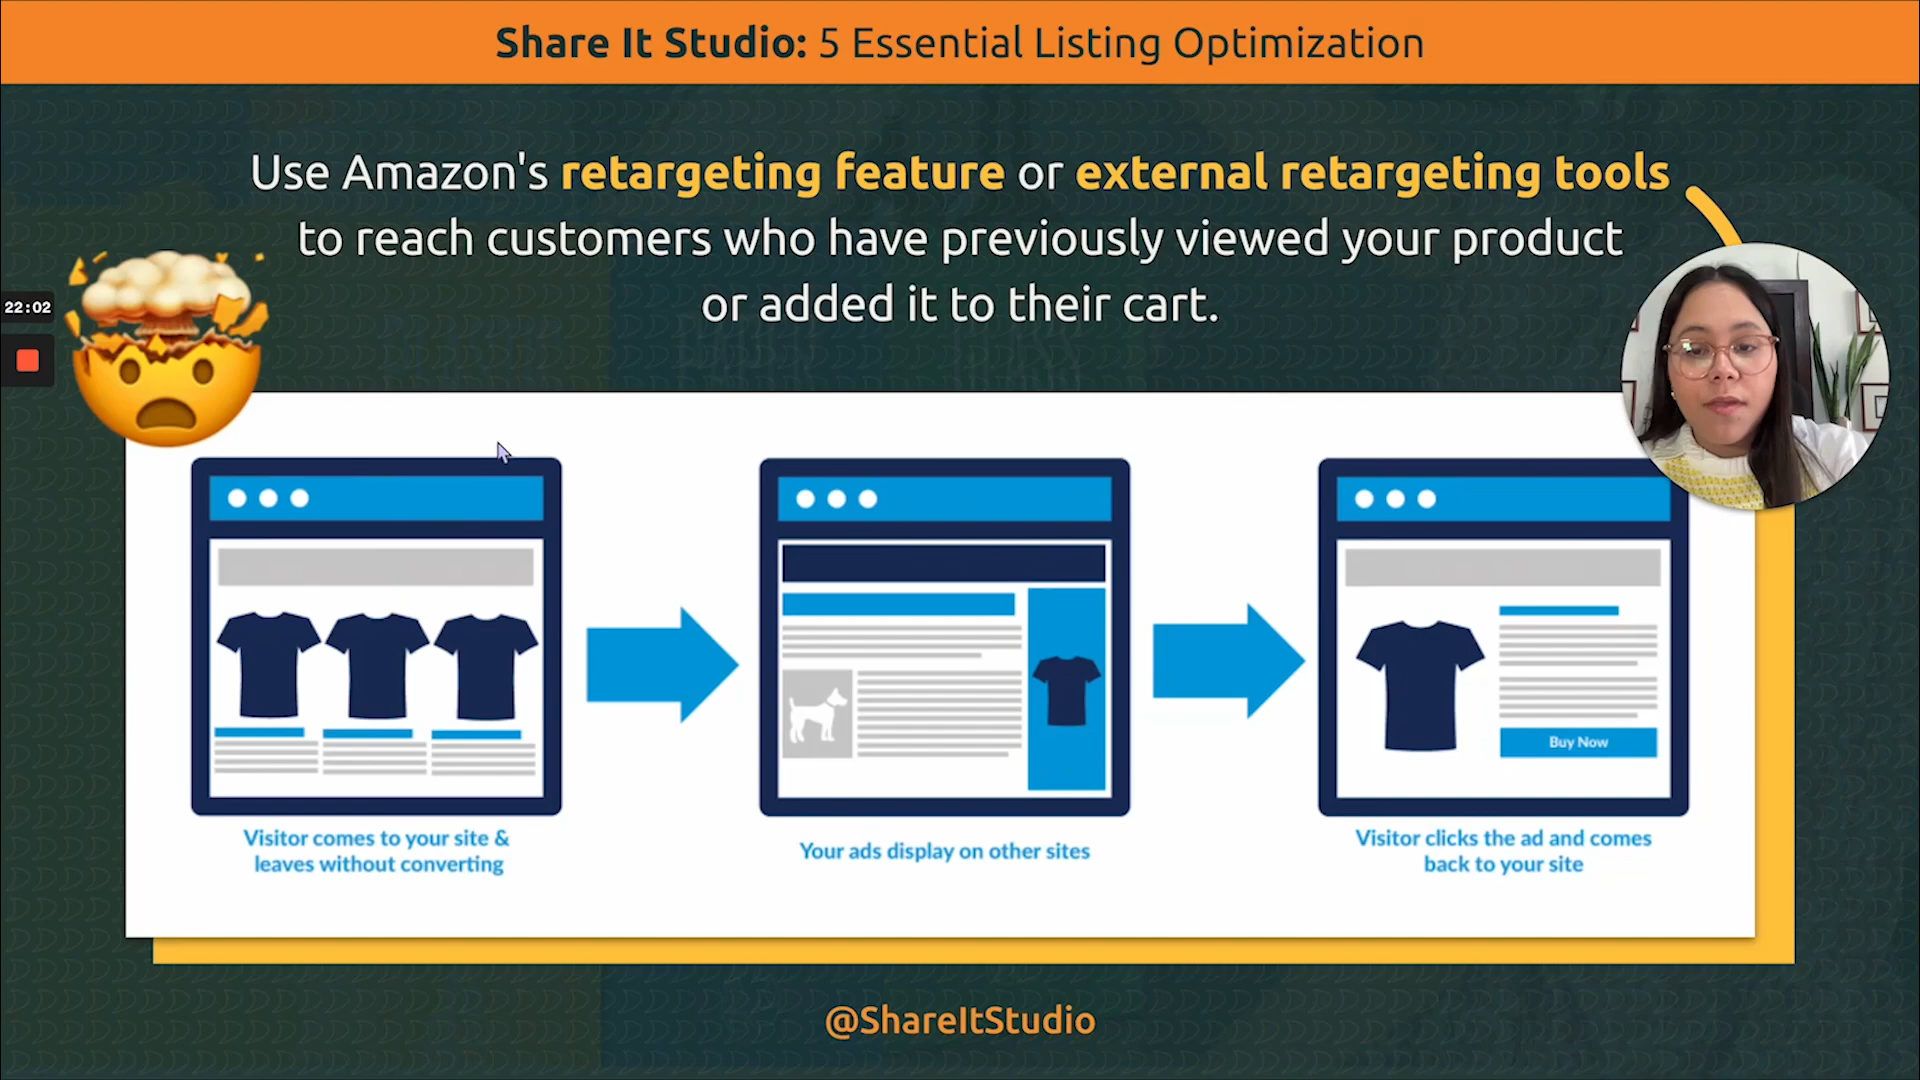 Share It Studio: 5 Essential Listing Optimization
Use Amazon's retargeting feature or external retargeting tools
to reach customers who have previously viewed your product
or added it to their cart.
22:02
Buy Now
Visitor comes to your site &
leaves without converting
Your ads display on other sites
Visitor clicks the ad and comes
back to your site
@ShareItStudio